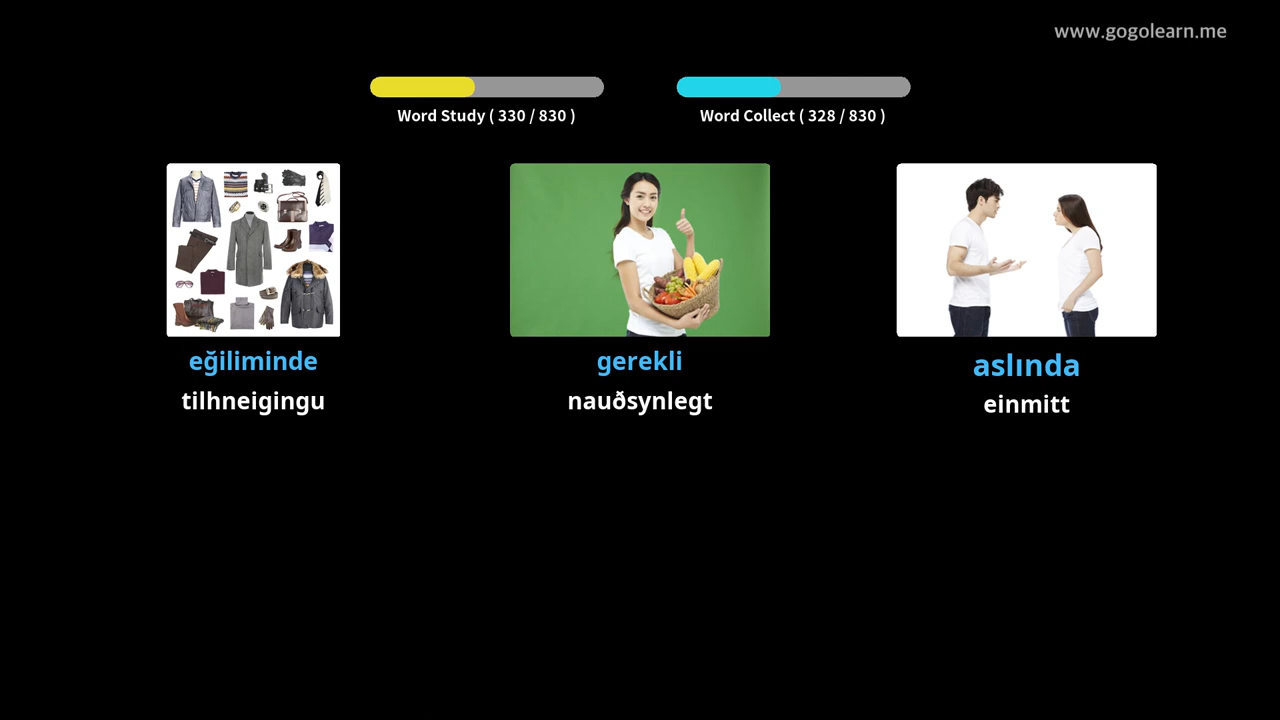 www.gogolearn.me
Word Study ( 330 / 830 )
Word Collect ( 328 / 830 )
eğiliminde
tilhneigingu
gerekli
nauðsynlegt
aslında
einmitt